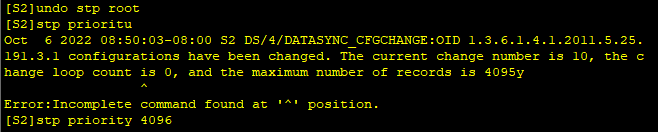 [S2]undo stp root
[S2]stp prioritu
Oct  6 2022 08:50:03-08:00 S2 DS/4/DATASYNC_CFGCHANGE:OID 1.3.6.1.4.1.2011.5.25.
191.3.1 configurations have been changed. The current change number is 10, the c
hange loop count is 0, and the maximum number of records is 4095y
^
Error:Incomplete command found at '^' position.
[S2]stp priority 4096